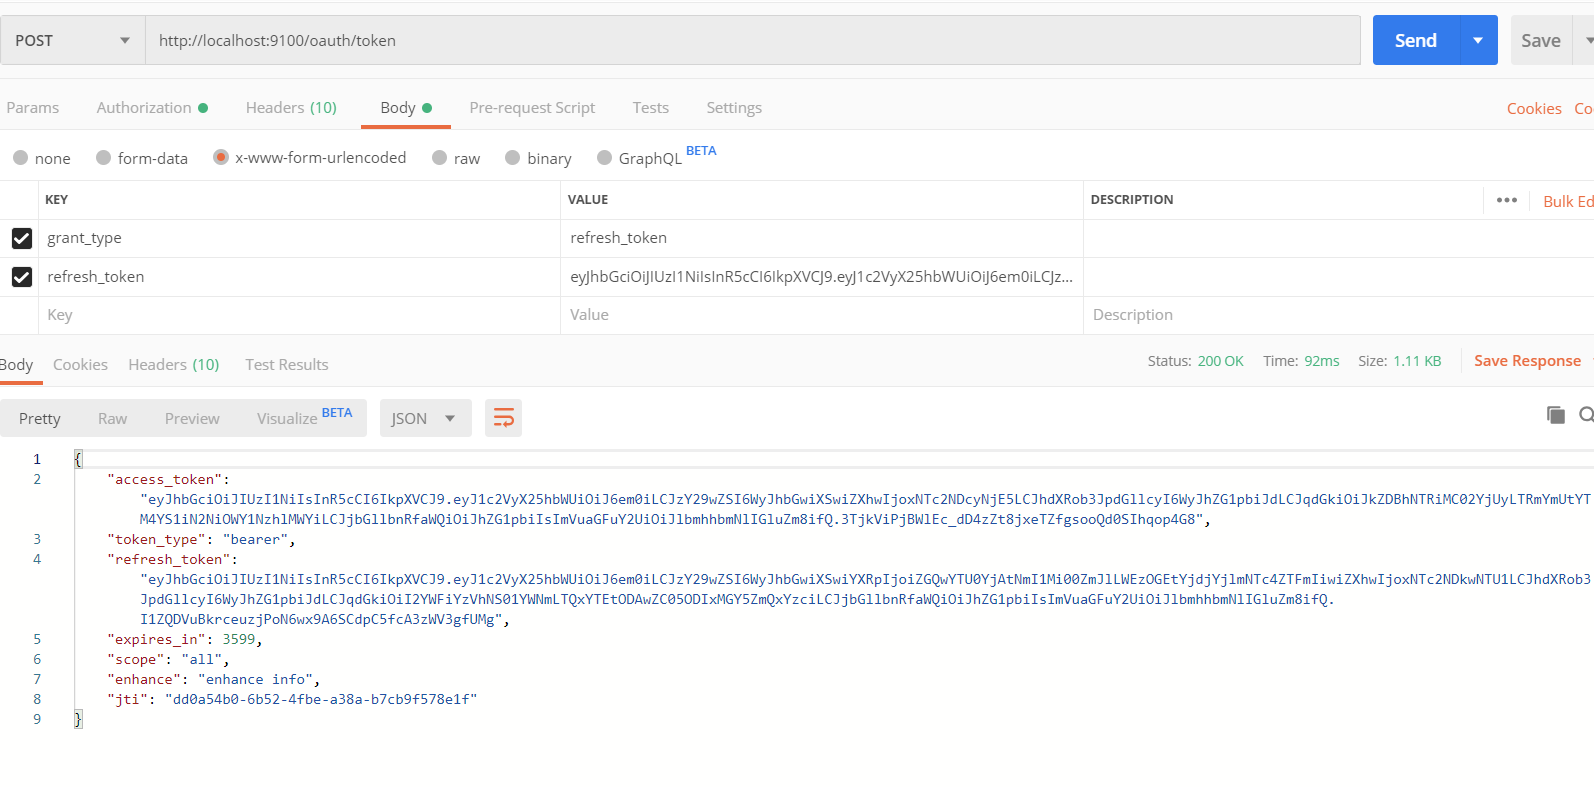 POST http://localhost:9100/oauth/token Send Save
Params Authorization Headers (10) Body Pre-request Script Tests Settings Cookies Co
none form-data x-www-form-urlencoded raw binary GraphQL BETA
KEY VALUE DESCRIPTION ••• Bulk Ed
grant_type refresh_token
refresh_token eyJhbGciOiJIUzI1NiIsInR5cCI6IkpXVCJ9.eyJ1c2VyX25hbWUiOiJ6em0iLCJz...
Key Value Description
Body Cookies Headers (10) Test Results Status: 200 OK Time: 92ms Size: 1.11 KB Save Response
Pretty Raw Preview Visualize BETA JSON
1 {
2 "access_token":
"eyJhbGciOiJIUzI1NiIsInR5cCI6IkpXVCJ9.eyJ1c2VyX25hbWUiOiJ6em0iLCJzY29wZSI6WyJhbGwiXSwiZXhwIjoxNTc2NDcyNjE5LCJhdXRob3JpdGllcyI6WyJhZG1pbiJdLCJqdGkiOiJkZDBhNTRiMC02YjUyLTRmYmUtYT
M4YS1iN2NiOWY1NzhlMWYiLCJjbGllbnRfaWQiOiJhZG1pbiIsImVuaGFuY2UiOiJlbmhhbmNlIGluZm8ifQ.3TjkViPjBWlEc_dD4zZt8jxeTZfgsooQd0SIhqop4G8",
3 "token_type": "bearer",
4 "refresh_token":
"eyJhbGciOiJIUzI1NiIsInR5cCI6IkpXVCJ9.eyJ1c2VyX25hbWUiOiJ6em0iLCJzY29wZSI6WyJhbGwiXSwiYXRpIjoiZGQwYTU0YjAtNmI1Mi00ZmJlLWEzOGEtYjdjYjlmNTc4ZTFmIiwiZXhwIjoxNTc2NDkwNTU1LCJhdXRob3
JpdGllcyI6WyJhZG1pbiJdLCJqdGkiOiI2YWFiYzVhNS01YWNmLTQxYTEtODAwZC05ODIxMGY5ZmQxYzciLCJjbGllbnRfaWQiOiJhZG1pbiIsImVuaGFuY2UiOiJlbmhhbmNlIGluZm8ifQ.
I1ZQDVuBkrceuzjPoN6wx9A6SCdpC5fcA3zWV3gfUMg",
5 "expires_in": 3599,
6 "scope": "all",
7 "enhance": "enhance info",
8 "jti": "dd0a54b0-6b52-4fbe-a38a-b7cb9f578e1f"
9 }